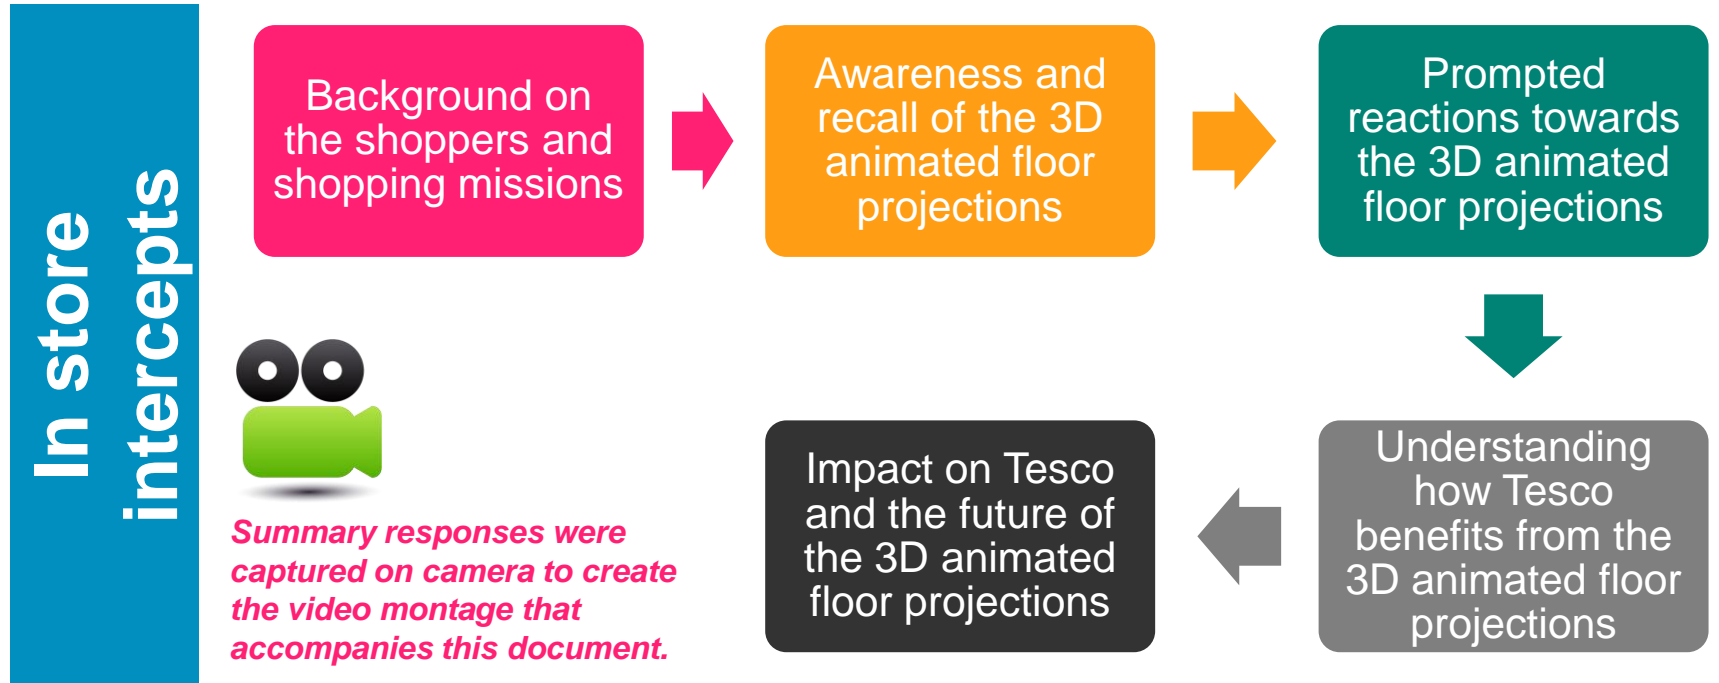 In store
intercepts
Background on
the shoppers and
shopping missions
Awareness and
recall of the 3D
animated floor
projections
Prompted
reactions towards
the 3D animated
floor projections
Understanding
how Tesco
benefits from the
3D animated floor
projections
Impact on Tesco
and the future of
the 3D animated
floor projections
Summary responses were
captured on camera to create
the video montage that
accompanies this document.